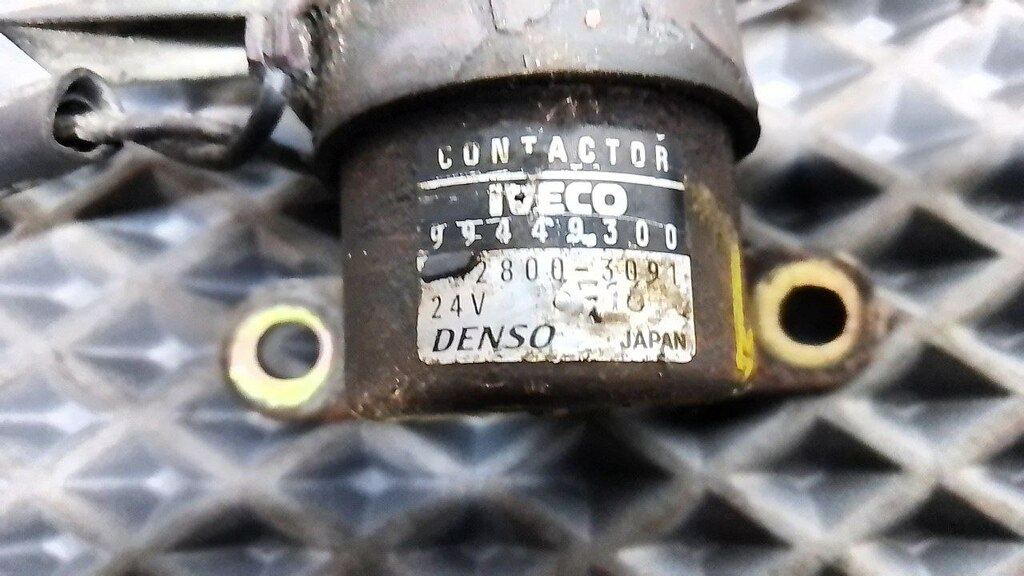 CONTACTOR
IVECO
99449300
2800-3091
24V
DENSO JAPAN